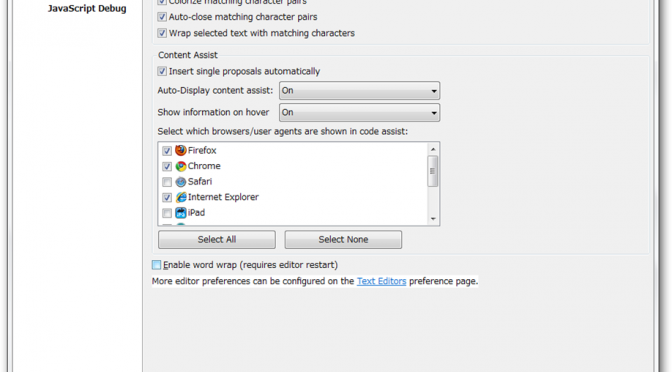 Colorize matching character pairs
JavaScript Debug
Auto-close matching character pairs
Wrap selected text with matching characters
Content Assist
Insert single proposals automatically
Auto-Display content assist: On
Show information on hover On
Select which browsers/user agents are shown in code assist:
Firefox
Chrome
Safari
Internet Explorer
iPad
Select All Select None
Enable word wrap (requires editor restart)
More editor preferences can be configured on the Text Editors preference page.